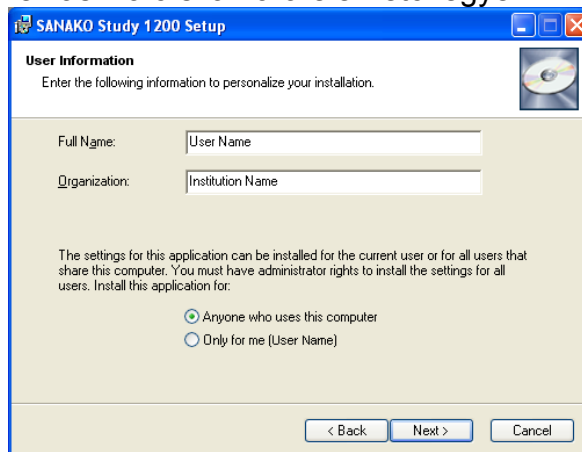 SANAKO Study 1200 Setup
User Information
Enter the following information to personalize your installation.
Full Name:
User Name
Organization:
Institution Name
The settings for this application can be installed for the current user or for all users that
share this computer. You must have administrator rights to install the settings for all
users. Install this application for:
Anyone who uses this computer
Only for me (User Name)
< Back
Next >
Cancel